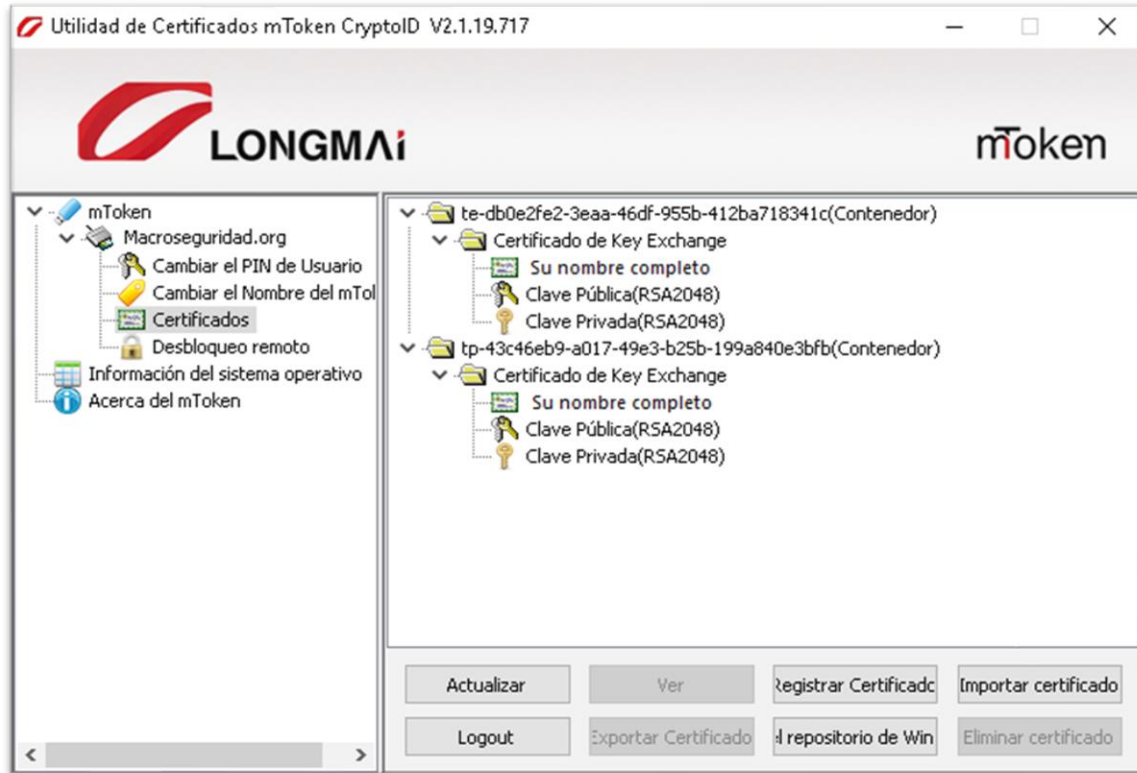 Utilidad de Certificados mToken CryptoID V2.1.19.717
LONGMAi
mToken
mToken
Macroseguridad.org
Cambiar el PIN de Usuario
Cambiar el Nombre del mTol
Certificados
Desbloqueo remoto
Información del sistema operativo
Acerca del mToken
te-db0e2fe2-3eaa-46df-955b-412ba718341c(Contenedor)
Certificado de Key Exchange
Su nombre completo
Clave Pública(RSA2048)
Clave Privada(RSA2048)
tp-43c46eb9-a017-49e3-b25b-199a840e3bfb(Contenedor)
Certificado de Key Exchange
Su nombre completo
Clave Pública(RSA2048)
Clave Privada(RSA2048)
Actualizar
Ver
Registrar Certificado
Importar certificado
Logout
Exportar Certificado
el repositorio de Win
Eliminar certificado